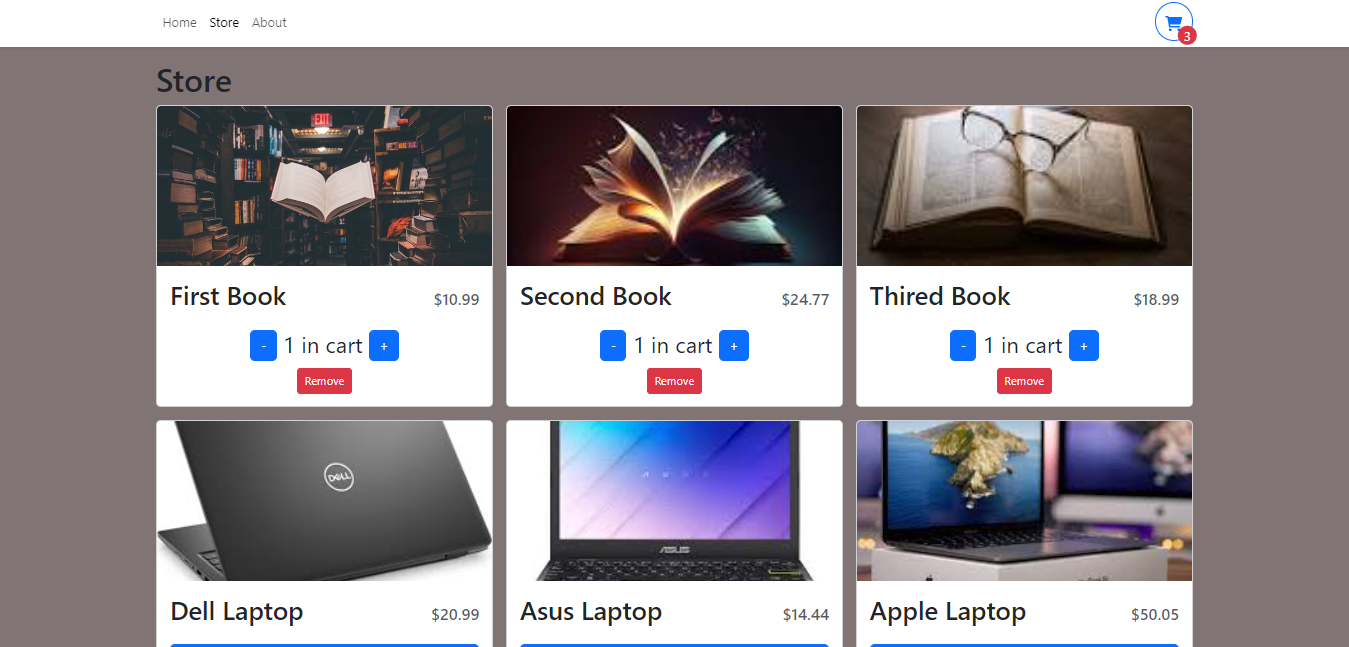 Home Store About
3
Store
EXIT
First Book $10.99
Second Book $24.77
Thired Book $18.99
- 1 in cart +
- 1 in cart +
- 1 in cart +
Remove
Remove
Remove
DELL
ASUS
Dell Laptop $20.99
Asus Laptop $14.44
Apple Laptop $50.05